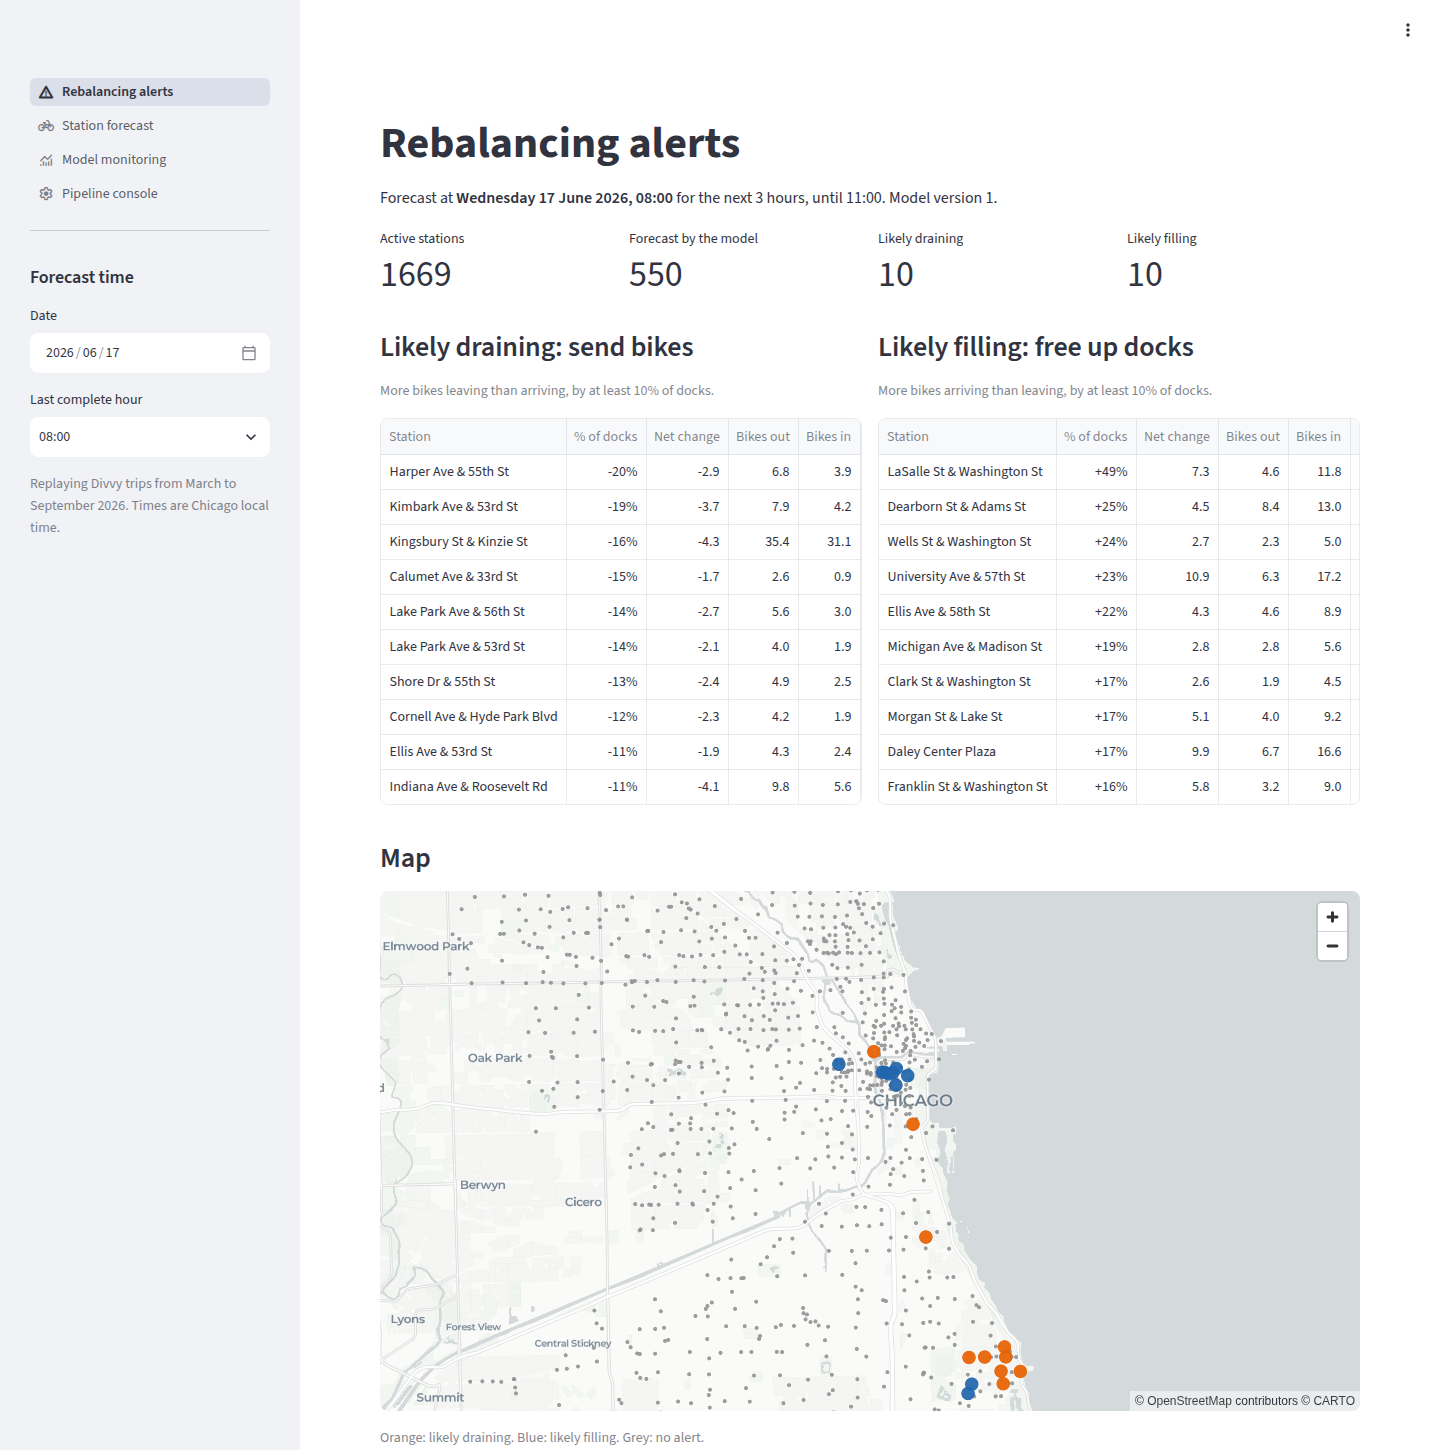 Rebalancing alerts
Station forecast
Model monitoring
Pipeline console
Forecast time
Date
2026/06/17
Last complete hour
08:00
Replaying Divvy trips from March to
September 2026. Times are Chicago local
time.
Rebalancing alerts
Forecast at Wednesday 17 June 2026, 08:00 for the next 3 hours, until 11:00. Model version 1.
Active stations Forecast by the model Likely draining Likely filling
1669 550 10 10
Likely draining: send bikes
More bikes leaving than arriving, by at least 10% of docks.
Station % of docks Net change Bikes out Bikes in
Harper Ave & 55th St -20% -2.9 6.8 3.9
Kimbark Ave & 53rd St -19% -3.7 7.9 4.2
Kingsbury St & Kinzie St -16% -4.3 35.4 31.1
Calumet Ave & 33rd St -15% -1.7 2.6 0.9
Lake Park Ave & 56th St -14% -2.7 5.6 3.0
Lake Park Ave & 53rd St -14% -2.1 4.0 1.9
Shore Dr & 55th St -13% -2.4 4.9 2.5
Cornell Ave & Hyde Park Blvd -12% -2.3 4.2 1.9
Ellis Ave & 53rd St -11% -1.9 4.3 2.4
Indiana Ave & Roosevelt Rd -11% -4.1 9.8 5.6
Likely filling: free up docks
More bikes arriving than leaving, by at least 10% of docks.
Station % of docks Net change Bikes out Bikes in
LaSalle St & Washington St +49% 7.3 4.6 11.8
Dearborn St & Adams St +25% 4.5 8.4 13.0
Wells St & Washington St +24% 2.7 2.3 5.0
University Ave & 57th St +23% 10.9 6.3 17.2
Ellis Ave & 58th St +22% 4.3 4.6 8.9
Michigan Ave & Madison St +19% 2.8 2.8 5.6
Clark St & Washington St +17% 2.6 1.9 4.5
Morgan St & Lake St +17% 5.1 4.0 9.2
Daley Center Plaza +17% 9.9 6.7 16.6
Franklin St & Washington St +16% 5.8 3.2 9.0
Map
Elmwood Park
Oak Park
CHICAGO
Berwyn
Cicero
Lyons
Forest View
Central Stickney
Summit
© OpenStreetMap contributors © CARTO
Orange: likely draining. Blue: likely filling. Grey: no alert.